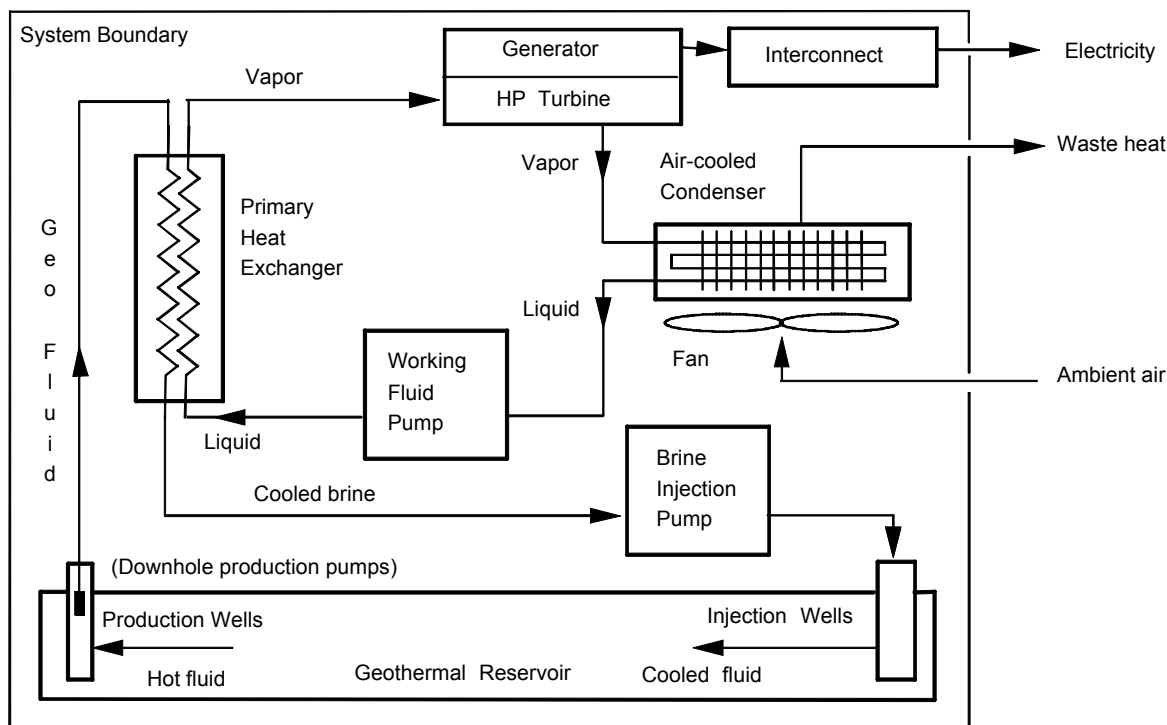 System Boundary
Generator
HP Turbine
Interconnect
Electricity
Vapor
Vapor
Air-cooled
Condenser
Waste heat
Geo Fluid
Primary
Heat
Exchanger
Liquid
Fan
Ambient air
Working
Fluid
Pump
Liquid
Cooled brine
Brine
Injection
Pump
(Downhole production pumps)
Production Wells
Injection Wells
Hot fluid
Geothermal Reservoir
Cooled fluid